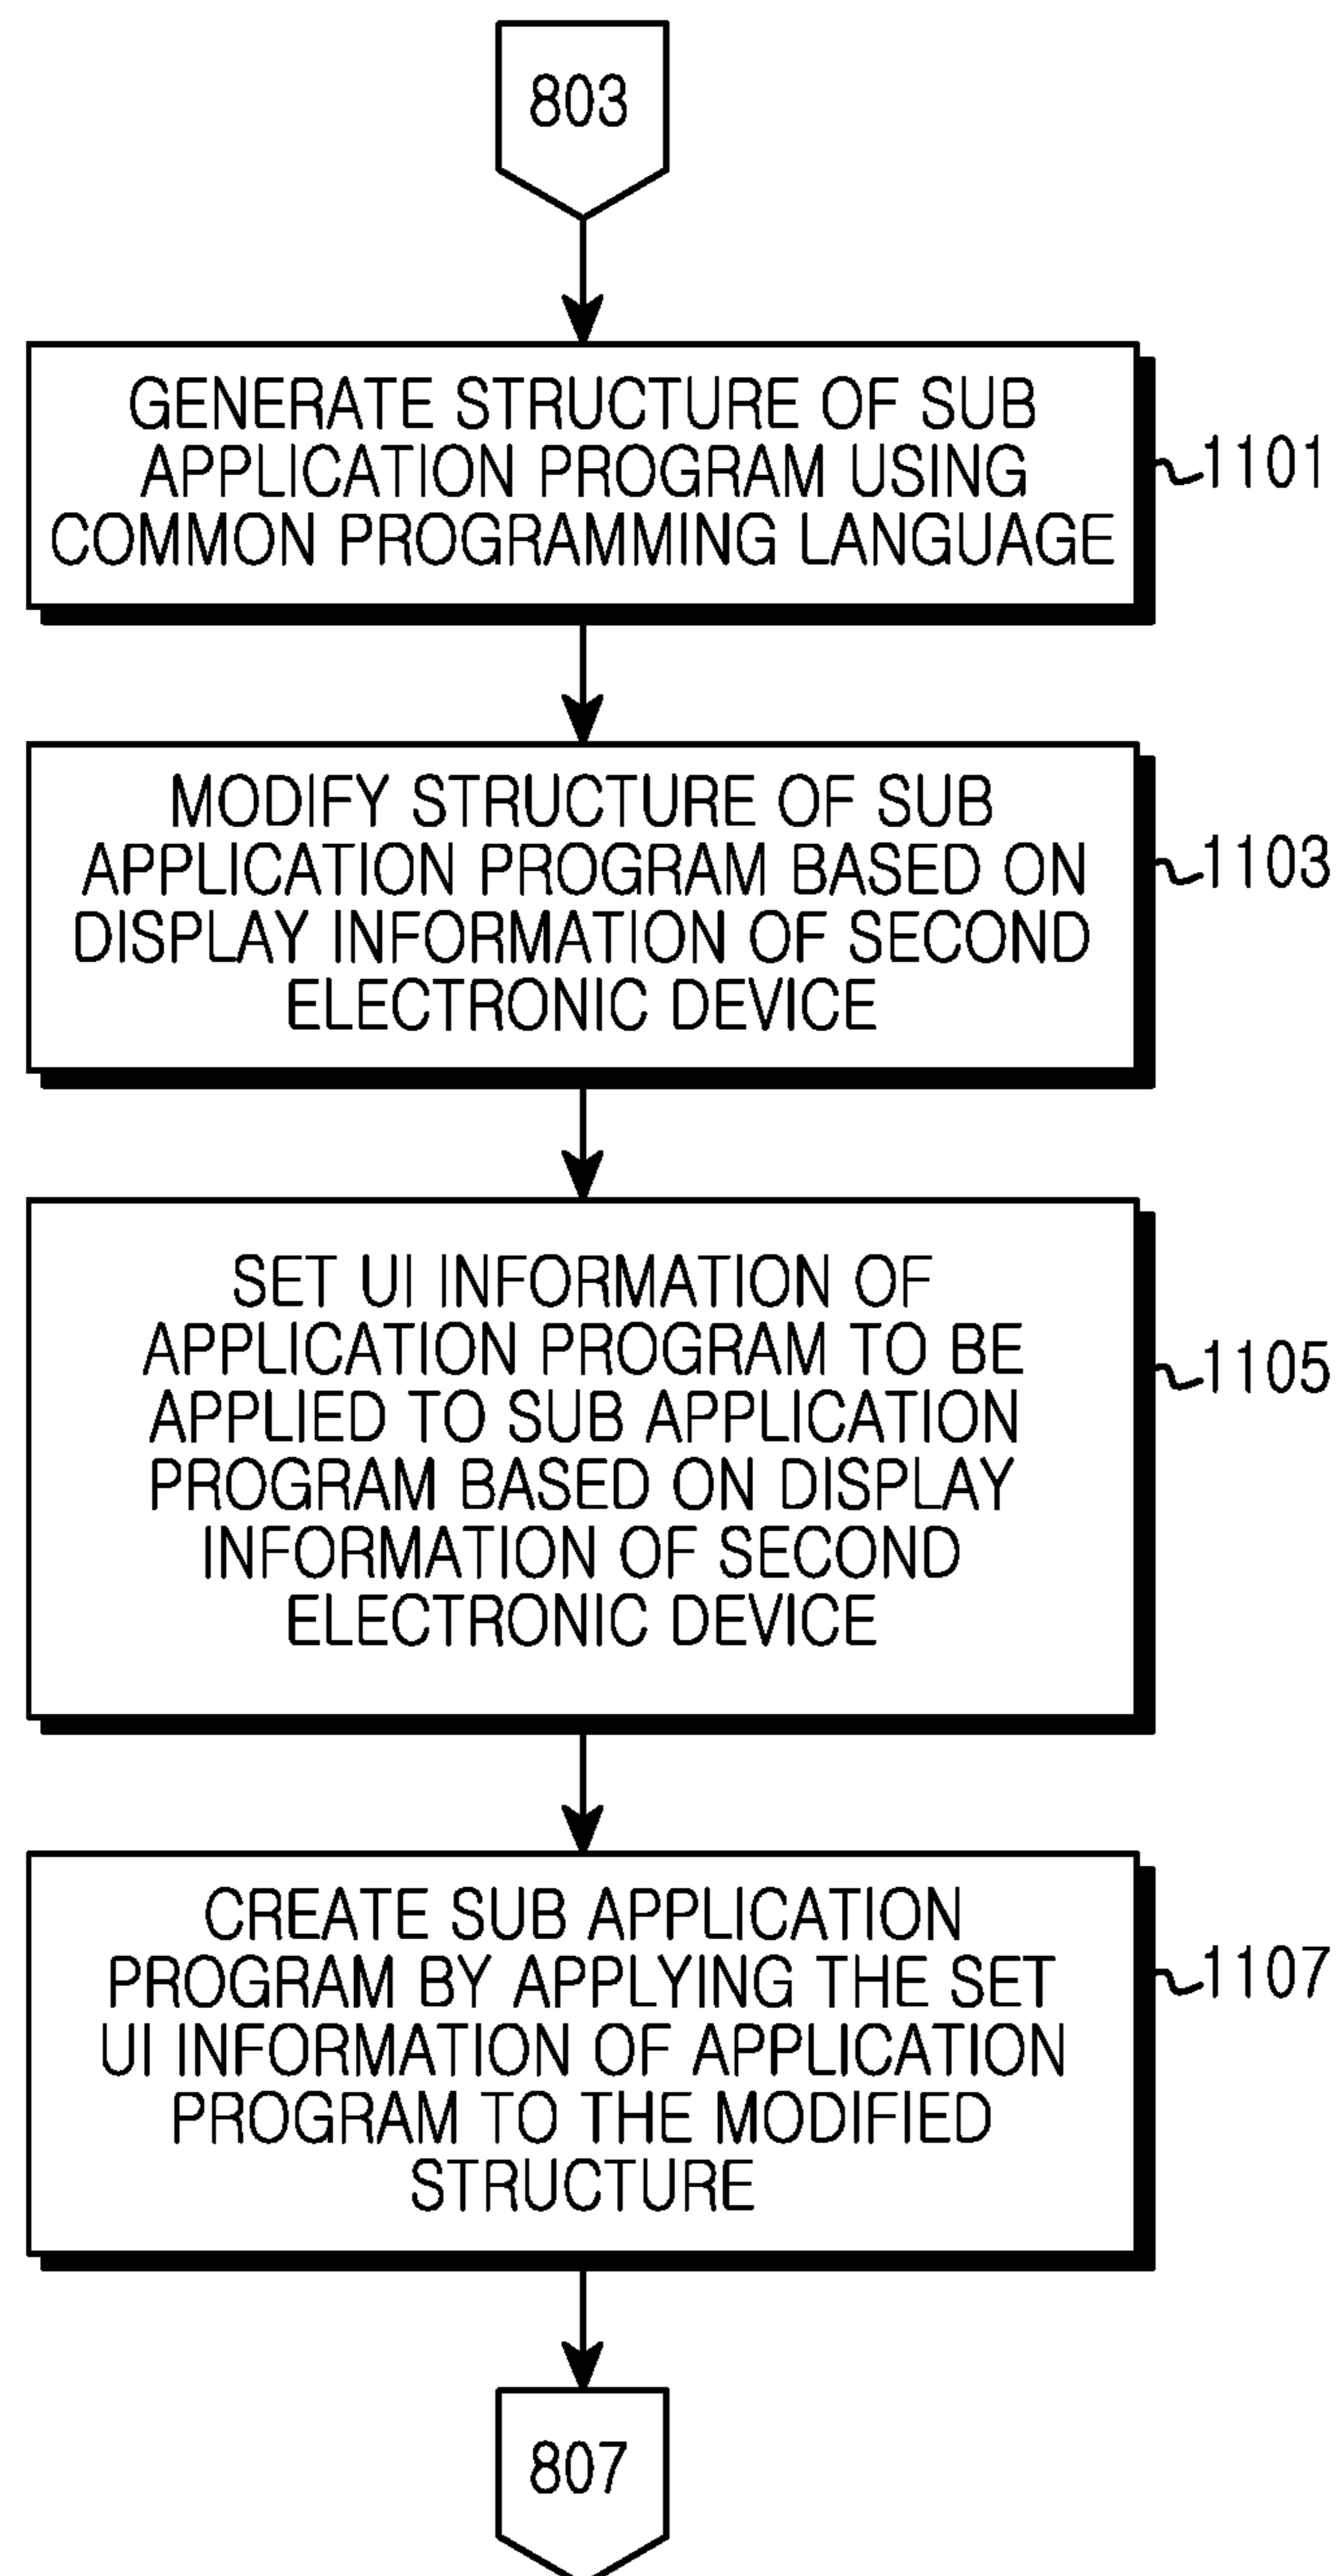 803
GENERATE STRUCTURE OF SUB
APPLICATION PROGRAM USING
COMMON PROGRAMMING LANGUAGE
1101
MODIFY STRUCTURE OF SUB
APPLICATION PROGRAM BASED ON
DISPLAY INFORMATION OF SECOND
ELECTRONIC DEVICE
1103
SET UI INFORMATION OF
APPLICATION PROGRAM TO BE
APPLIED TO SUB APPLICATION
PROGRAM BASED ON DISPLAY
INFORMATION OF SECOND
ELECTRONIC DEVICE
1105
CREATE SUB APPLICATION
PROGRAM BY APPLYING THE SET
UI INFORMATION OF APPLICATION
PROGRAM TO THE MODIFIED
STRUCTURE
1107
807